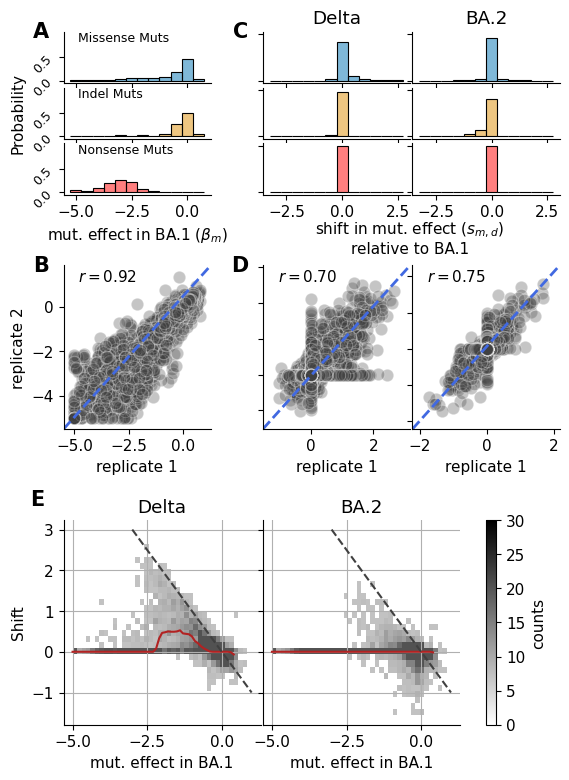 A
Missense Muts
0.5
0
Indel Muts
0.5
0
Nonsense Muts
0.5
0
Probability
−5.0 −2.5 0.0
mut. effect in BA.1 (βm)
C
Delta BA.2
−2.5 0.0 2.5 −2.5 0.0 2.5
shift in mut. effect (sm,d)
relative to BA.1
B
r = 0.92
0
−2
−4
replicate 2
−5.0 −2.5 0.0
replicate 1
D
r = 0.70 r = 0.75
0 2 −2 0 2
replicate 1 replicate 1
E
Delta BA.2
3
2
1
0
−1
Shift
−5.0 −2.5 0.0 −5.0 −2.5 0.0
mut. effect in BA.1 mut. effect in BA.1
30
25
20
15
10
5
0
counts